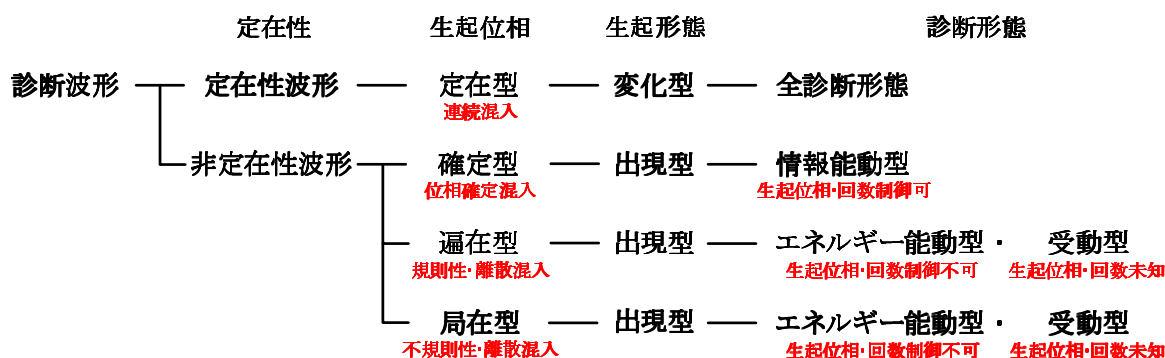 定在性 生起位相 生起形態 診断形態
診断波形 定在性波形 定在型 変化型 全診断形態
連続混入
非定在性波形 確定型 出現型 情報能動型
位相確定混入 生起位相・回数制御可
遍在型 出現型 エネルギー能動型・ 受動型
規則性・離散混入 生起位相・回数制御不可 生起位相・回数未知
局在型 出現型 エネルギー能動型・ 受動型
不規則性・離散混入 生起位相・回数制御不可 生起位相・回数未知